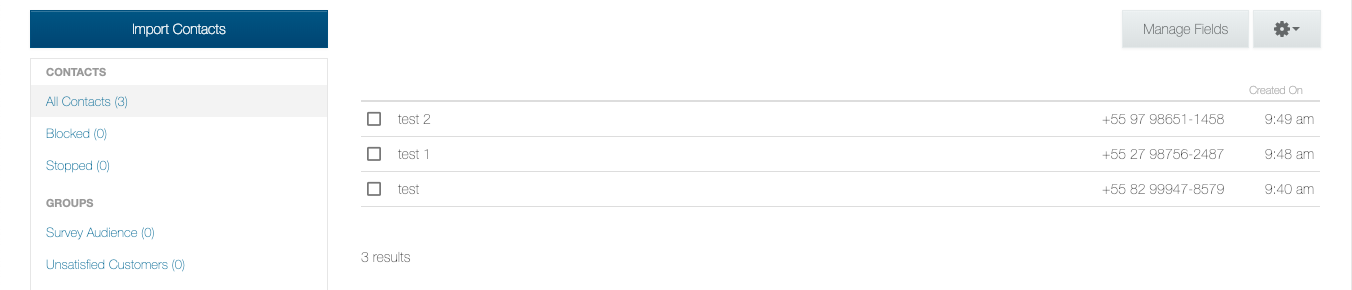 Import Contacts
Manage Fields
CONTACTS
All Contacts (3)
Blocked (0)
Stopped (0)
GROUPS
Survey Audience (0)
Unsatisfied Customers (0)
Created On
test 2 +55 97 98651-1458 9:49 am
test 1 +55 27 98756-2487 9:48 am
test +55 82 99947-8579 9:40 am
3 results